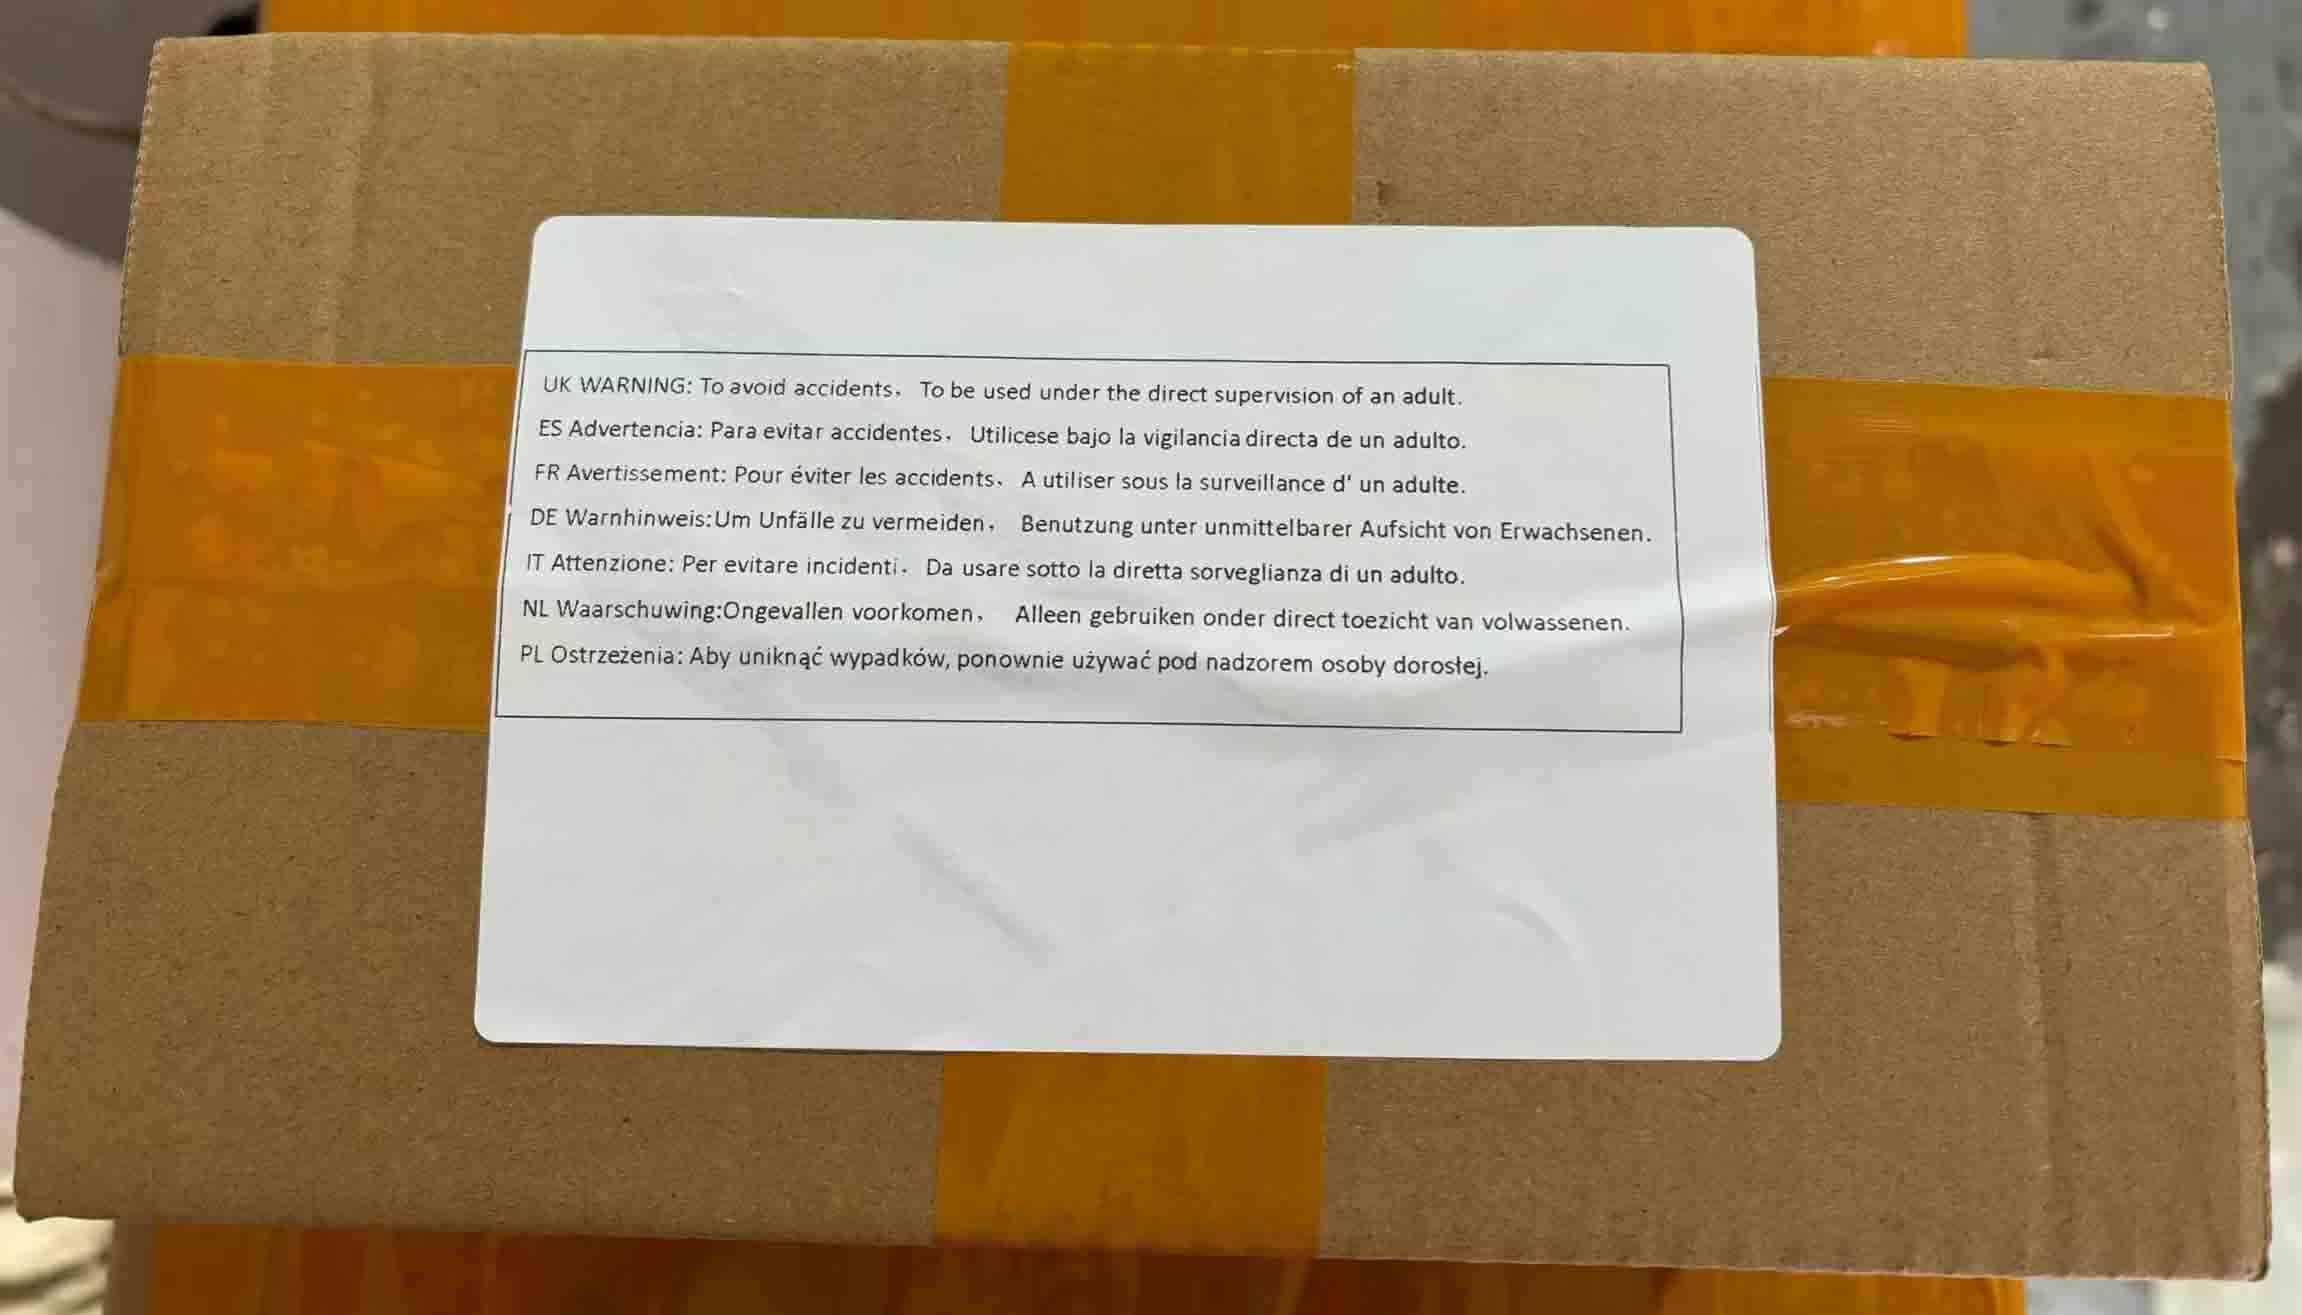 UK WARNING: To avoid accidents，To be used under the direct supervision of an adult.
ES Advertencia: Para evitar accidentes，Utilicese bajo la vigilancia directa de un adulto.
FR Avertissement: Pour éviter les accidents、A utiliser sous la surveillance d' un adulte.
DE Warnhinweis:Um Unfälle zu vermeiden， Benutzung unter unmittelbarer Aufsicht von Erwachsenen.
IT Attenzione: Per evitare incidenti. Da usare sotto la diretta sorveglianza di un adulto.
NL Waarschuwing:Ongevallen voorkomen， Alleen gebruiken onder direct toezicht van volwassenen.
PL Ostrzeżenia: Aby uniknąć wypadków, ponownie używać pod nadzorem osoby dorosłej.